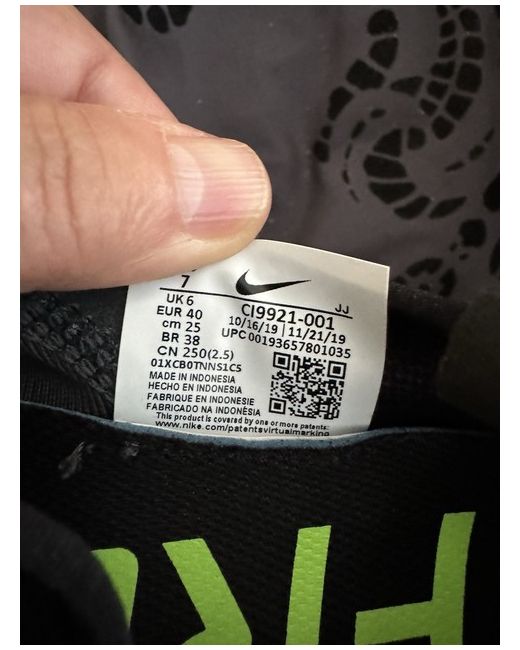 7
UK 6
EUR 40
cm 25
BR 38
CN 250(2.5)
01XCB0TNNS1C5
JJ
CI9921-001
10/16/19 | 11/21/19
UPC 00193657801035
MADE IN INDONESIA
HECHO EN INDONESIA
FABRIQUE EN INDONESIE
FABRICADO NA INDONÉSIA
This product is covered by one or more patents:
www.nike.com/patentsvirtualmarking